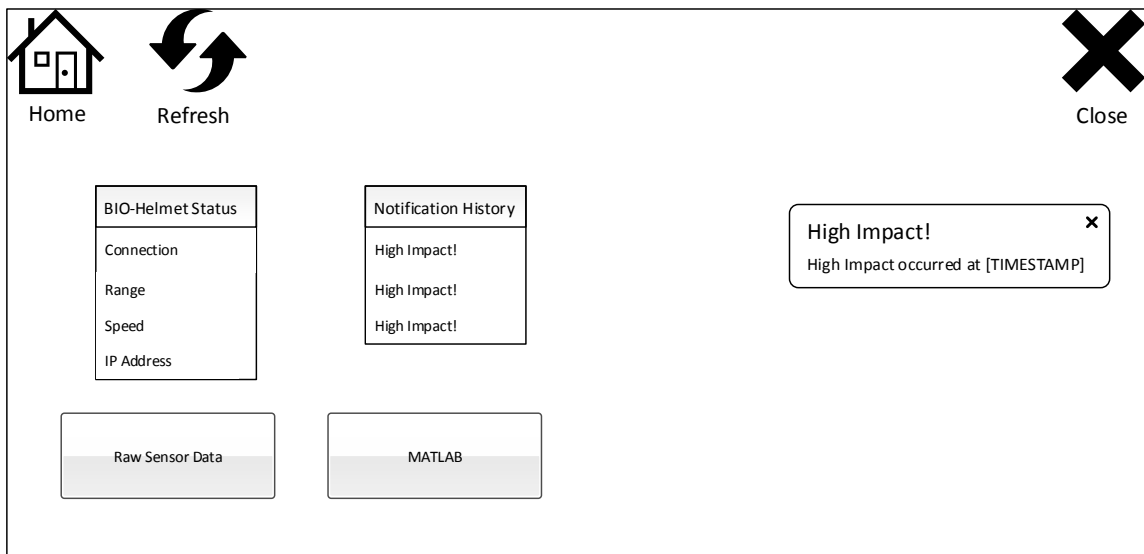 Home
Refresh
Close
BIO-Helmet Status
Connection
Range
Speed
IP Address
Notification History
High Impact!
High Impact!
High Impact!
High Impact!
High Impact occurred at [TIMESTAMP]
Raw Sensor Data
MATLAB